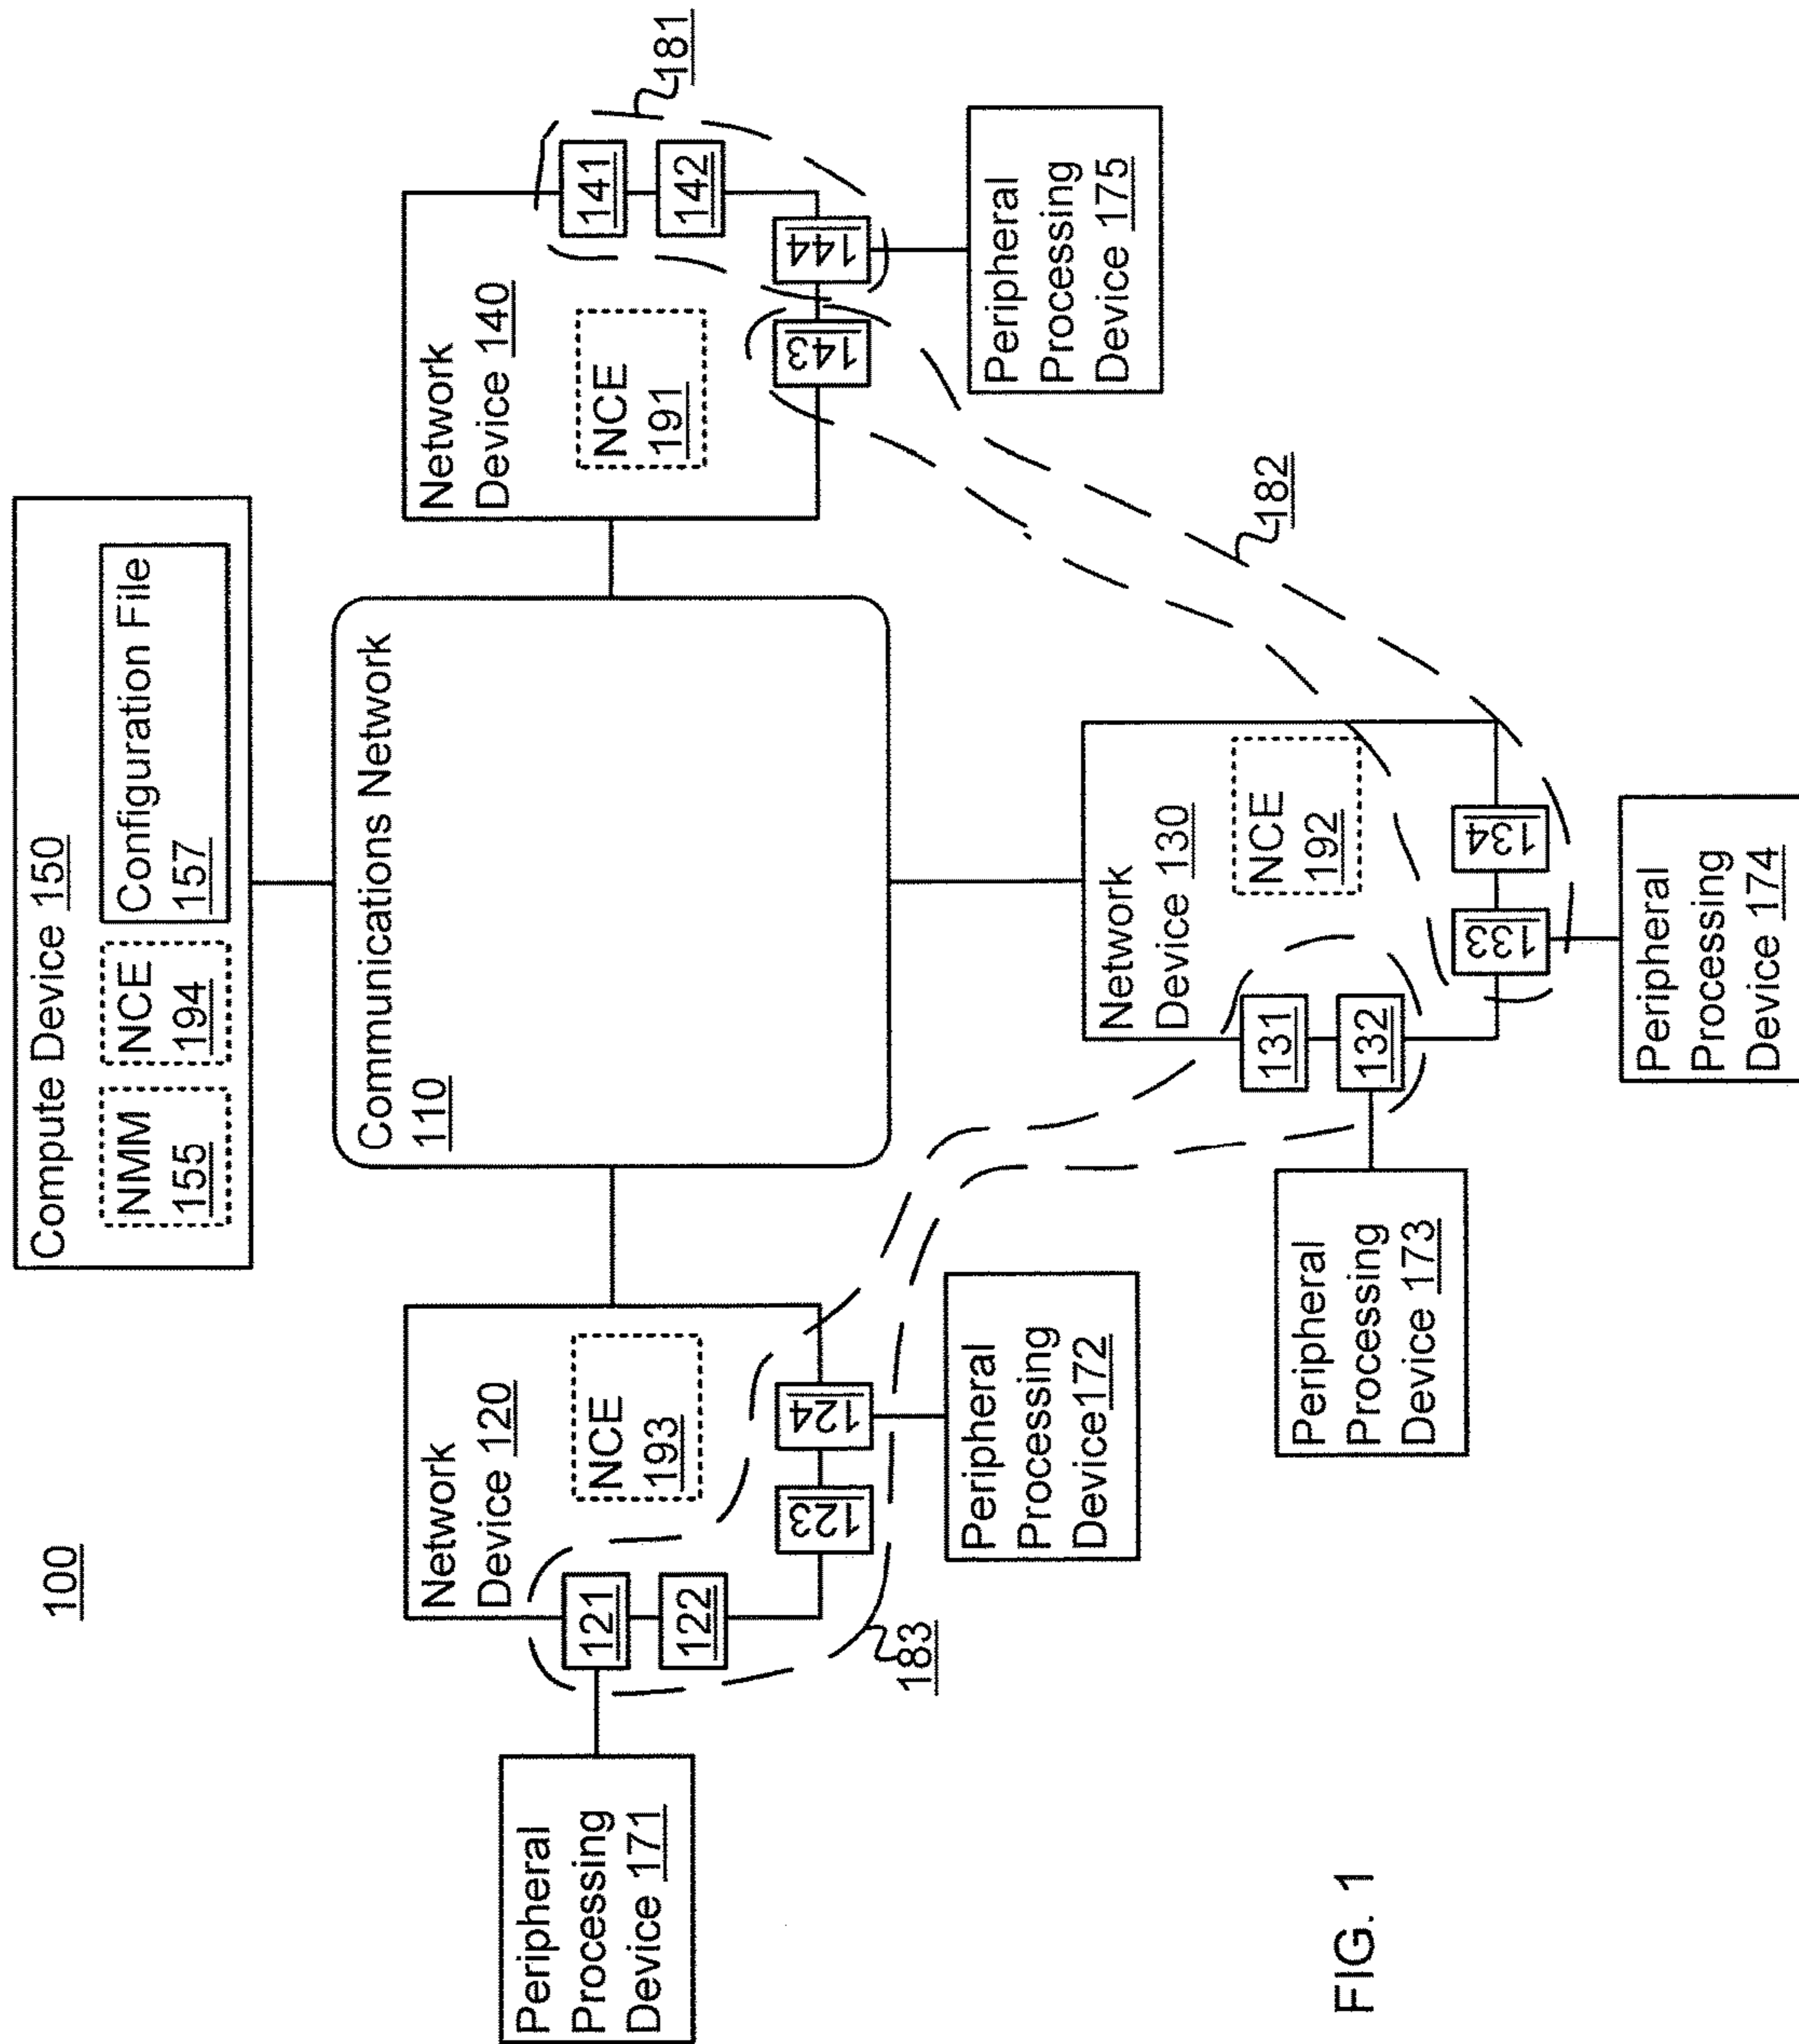 100
Compute Device 150
NMM
155
NCE
194
Configuration File
157
Communications Network
110
Network
Device 120
NCE
193
121
122
123
124
183
Peripheral
Processing
Device 171
Peripheral
Processing
Device172
Network
Device 130
NCE
192
131
132
133
134
Peripheral
Processing
Device 173
Peripheral
Processing
Device 174
Network
Device 140
NCE
191
141
142
143
144
181
182
Peripheral
Processing
Device 175
FIG. 1